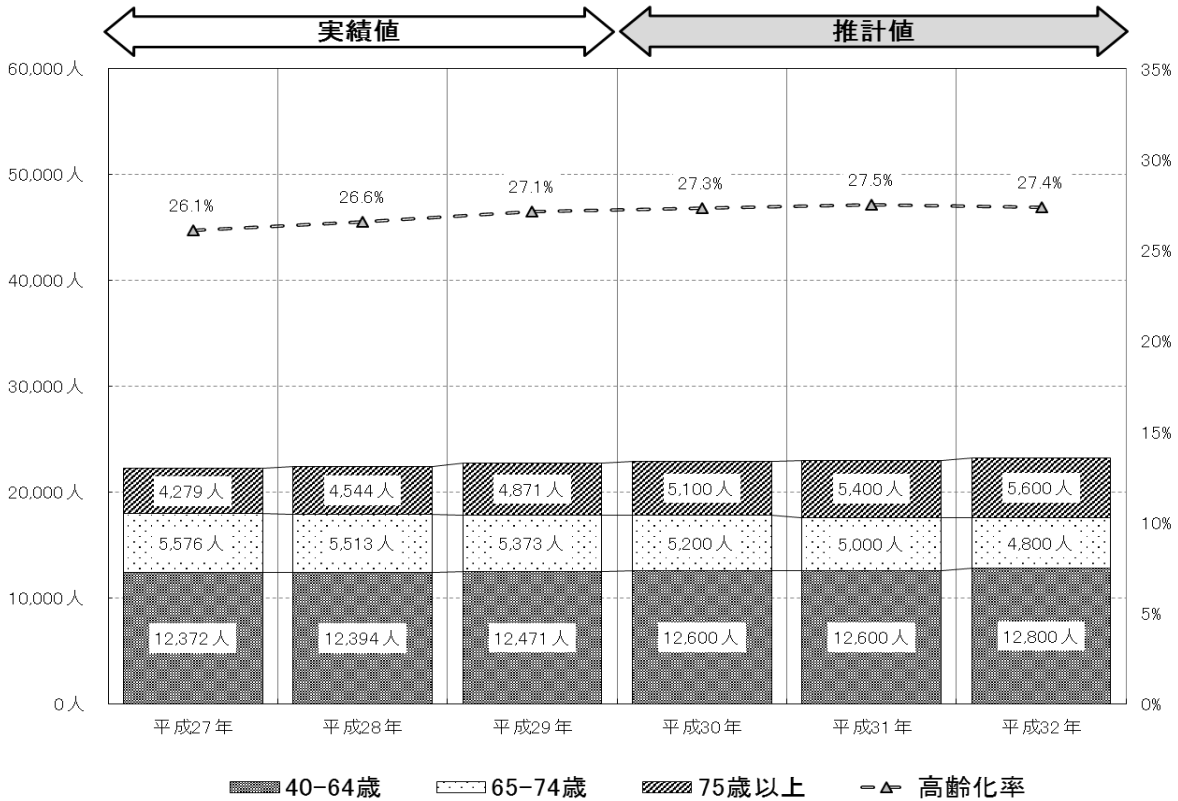 実績値 推計値
60,000人 35%
50,000人 30%
40,000人 25%
30,000人 20%
20,000人 15%
10,000人 10%
0人 5%
0%
26.1% 26.6% 27.1% 27.3% 27.5% 27.4%
4,279人 4,544人 4,871人 5,100人 5,400人 5,600人
5,576人 5,513人 5,373人 5,200人 5,000人 4,800人
12,372人 12,394人 12,471人 12,600人 12,600人 12,800人
平成27年 平成28年 平成29年 平成30年 平成31年 平成32年
40-64歳 65-74歳 75歳以上 高齢化率